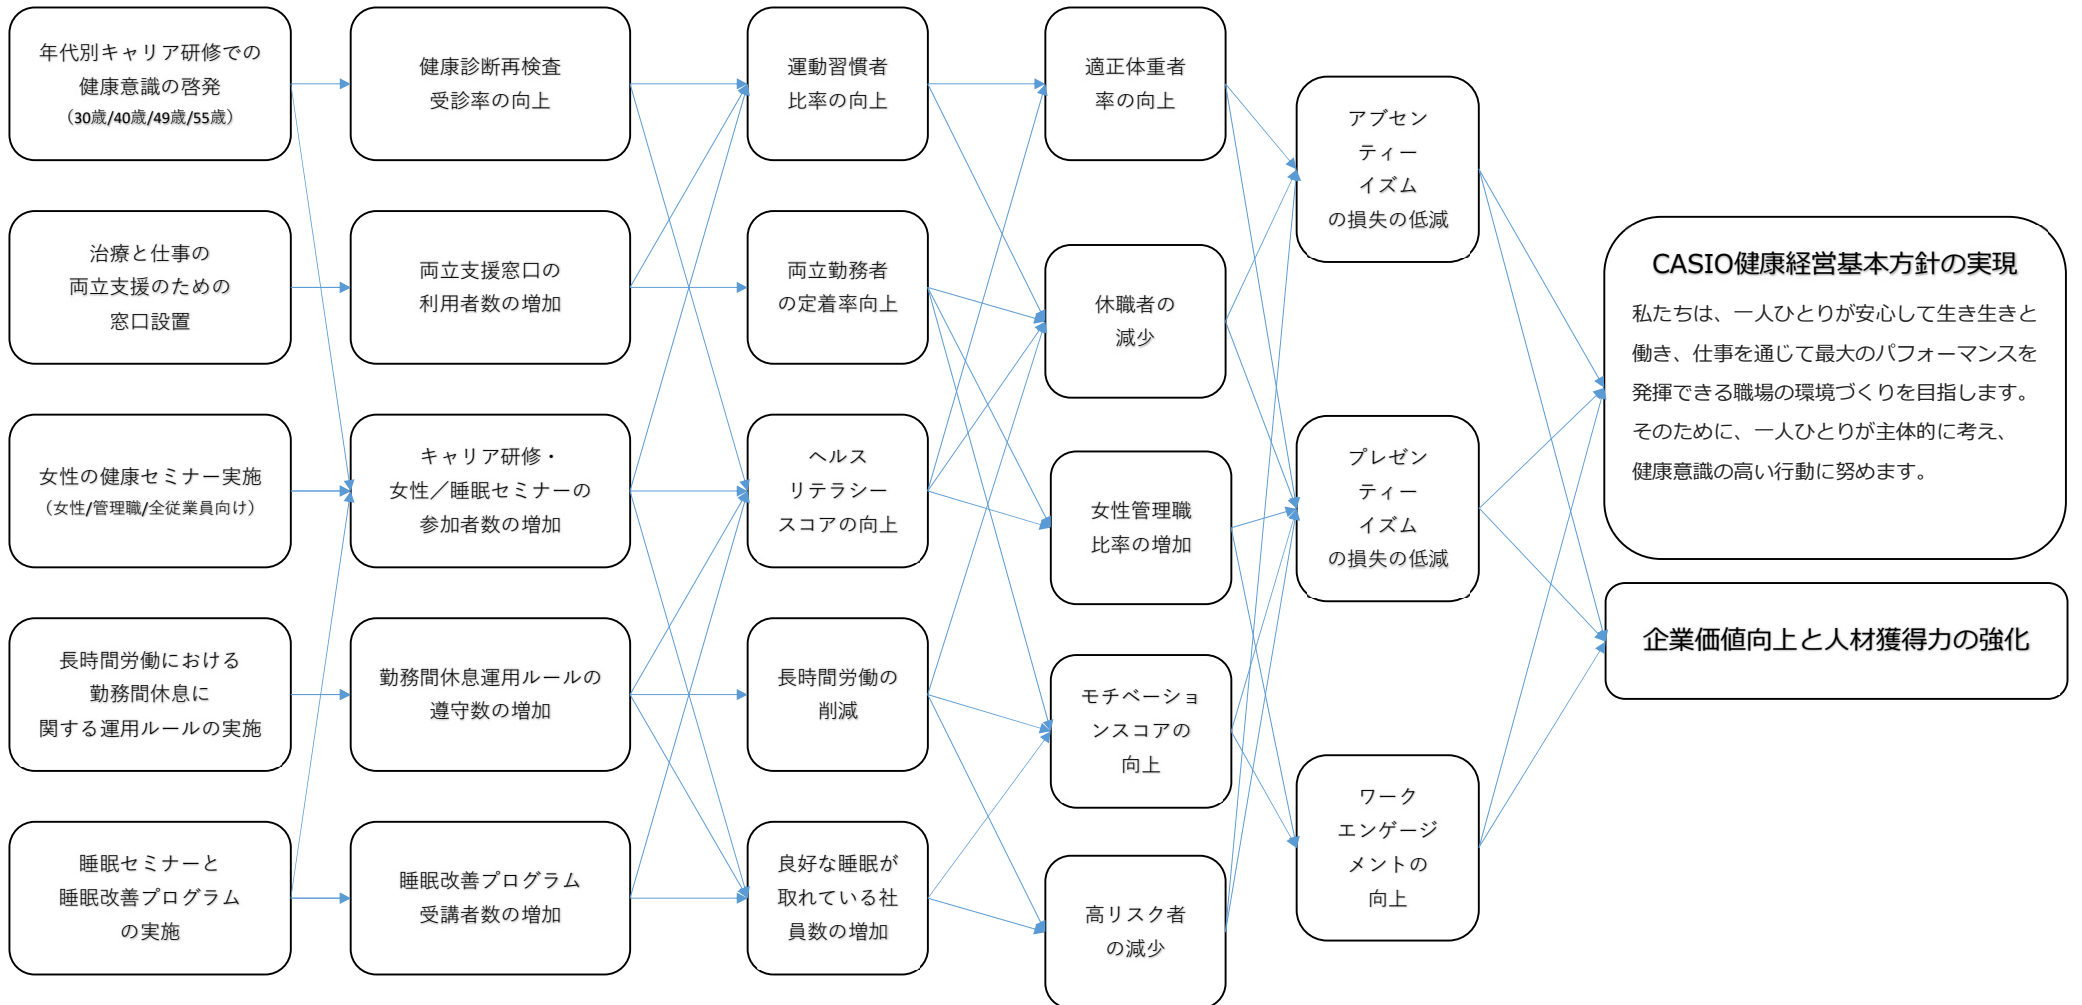 年代別キャリア研修での
健康意識の啓発
（30歳/40歳/49歳/55歳）
治療と仕事の
両立支援のための
窓口設置
女性の健康セミナー実施
（女性/管理職/全従業員向け）
長時間労働における
勤務間休息に
関する運用ルールの実施
睡眠セミナーと
睡眠改善プログラム
の実施
健康診断再検査
受診率の向上
両立支援窓口の
利用者数の増加
キャリア研修・
女性／睡眠セミナーの
参加者数の増加
勤務間休息運用ルールの
遵守数の増加
睡眠改善プログラム
受講者数の増加
運動習慣者
比率の向上
両立勤務者
の定着率向上
ヘルス
リテラシー
スコアの向上
長時間労働の
削減
良好な睡眠が
取れている社
員数の増加
適正体重者
率の向上
休職者の
減少
女性管理職
比率の増加
モチベーショ
ンスコアの
向上
高リスク者
の減少
アブセン
ティー
イズム
の損失の低減
プレゼン
ティー
イズム
の損失の低減
ワーク
エンゲージ
メントの
向上
CASIO健康経営基本方針の実現
私たちは、一人ひとりが安心して生き生きと
働き、仕事を通じて最大のパフォーマンスを
発揮できる職場の環境づくりを目指します。
そのために、一人ひとりが主体的に考え、
健康意識の高い行動に努めます。
企業価値向上と人材獲得力の強化